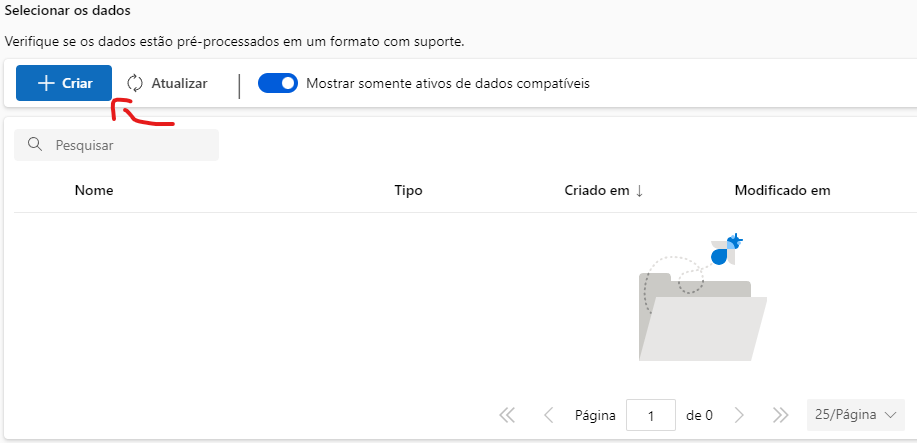 Selecionar os dados
Verifique se os dados estão pré-processados em um formato com suporte.
Criar Atualizar Mostrar somente ativos de dados compatíveis
Pesquisar
Nome Tipo Criado em ↓ Modificado em
Página 1 de 0 25/Página